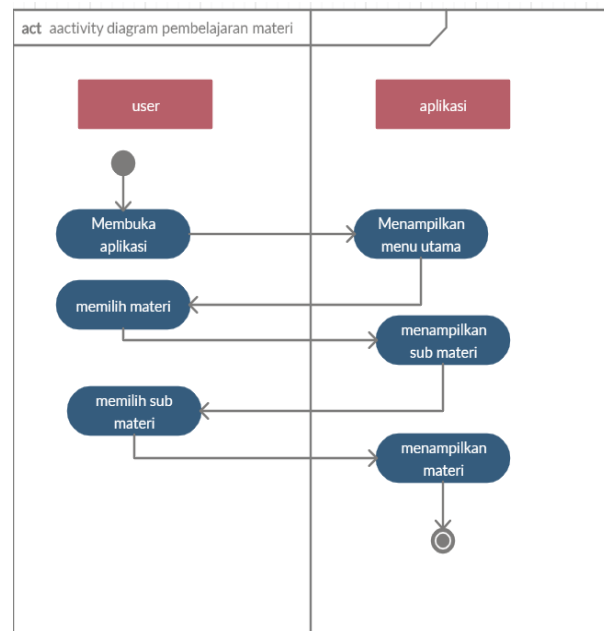 act aactivity diagram pembelajaran materi
user
aplikasi
Membuka
aplikasi
Menampilkan
menu utama
memilih materi
menampilkan
sub materi
memilih sub
materi
menampilkan
materi